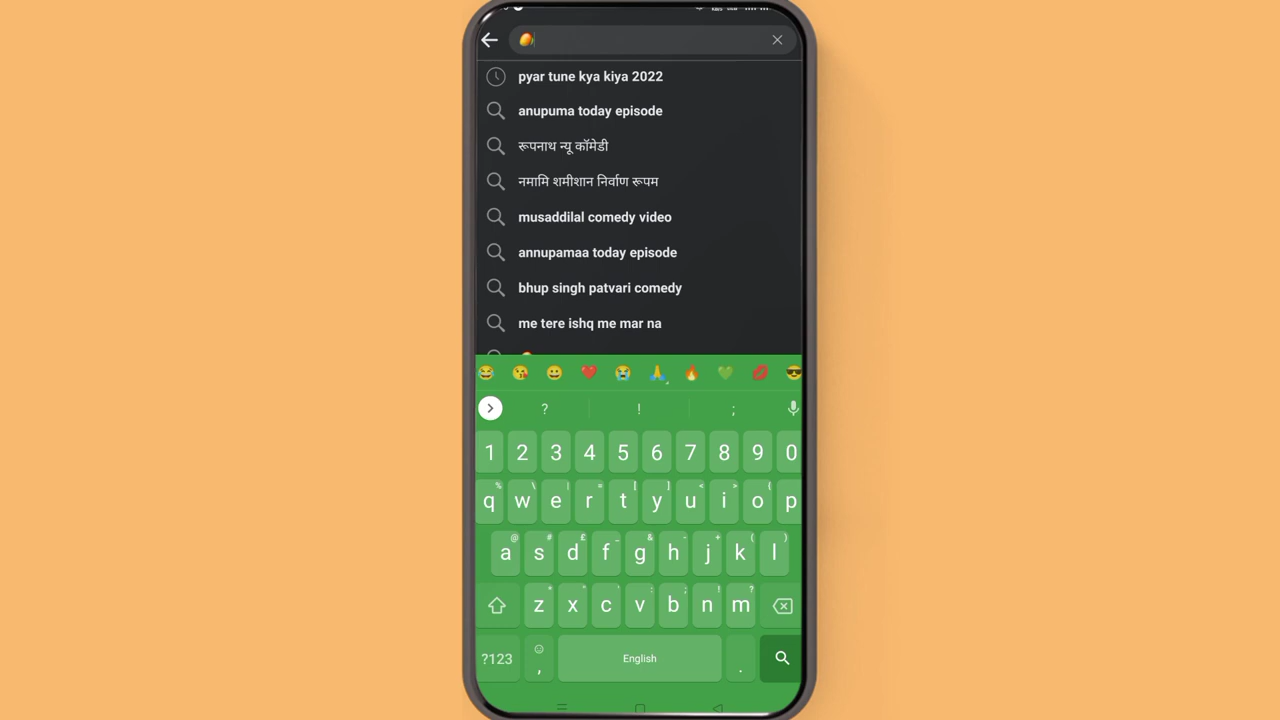 🥭
pyar tune kya kiya 2022
anupuma today episode
रूपनाथ न्यू कॉमेडी
नमामि शमीशान निर्वाण रूपम
musaddilal comedy video
annupamaa today episode
bhup singh patvari comedy
me tere ishq me mar na
? ! ;
1 2 3 4 5 6 7 8 9 0
% \ | = [ ] < > {
q w e r t y u i o p
@ # £ _ & - + ( )
a s d f g h j k l
* " ' : ; ! ?
z x c v b n m
?123 , English .